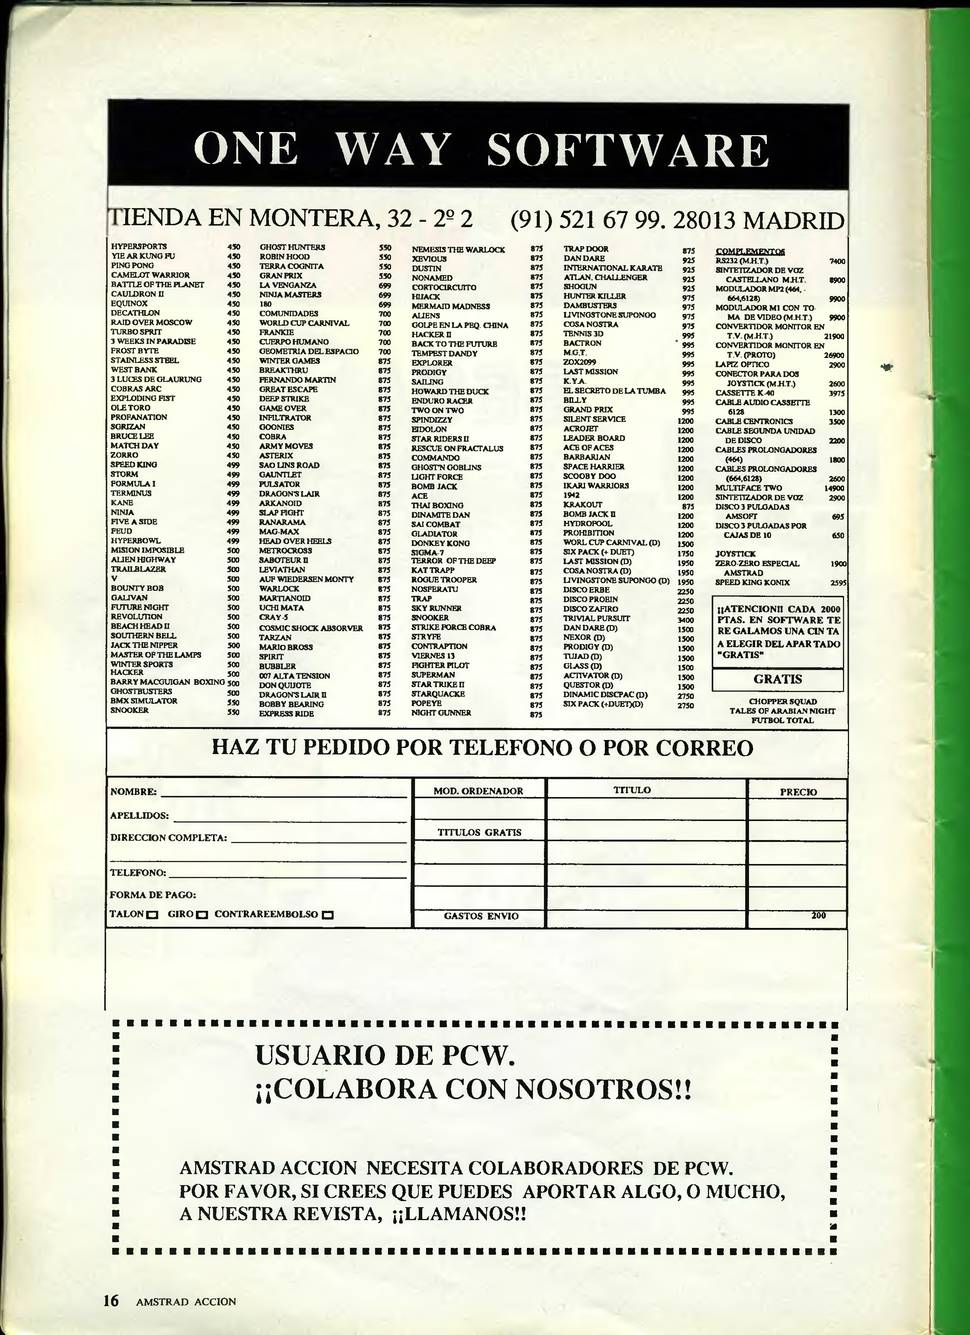 ONE WAY SOFTWARE
TIENDA EN MONTERA, 32 - 2º 2 (91) 521 67 99. 28013 MADRID
HYPERSPORTS 450
YIE AR KUNG FU 450
PING PONG 450
CAMELOT WARRIOR 450
BATTLE OF THE PLANET 450
CAULDRON II 450
EQUINOX 450
DECATHLON 450
RAID OVER MOSCOW 450
TURBO SPRIT 450
3 WEEKS IN PARADISE 450
FROST BYTE 450
STAINLESS STEEL 450
WEST BANK 450
3 LUCES DE GLAURUNG 450
COBRAS ARC 450
EXPLODING FIST 450
OLE TORO 450
PROFANATION 450
SGRIZAN 450
BRUCE LEE 450
MATCH DAY 450
ZORRO 450
SPEED KING 499
STORM 499
FORMULA I 499
TERMINUS 499
KANE 499
NINJA 499
FIVE A SIDE 499
FEUD 499
HYPERBOWL 499
MISION IMPOSIBLE 500
ALIEN HIGHWAY 500
TRAILBLAZER 500
V 500
BOUNTY BOB 500
GALIVAN 500
FUTURE NIGHT 500
REVOLUTION 500
BEACH HEAD II 500
SOUTHERN BELL 500
JACK THE NIPPER 500
MASTER OF THE LAMPS 500
WINTER SPORTS 500
HACKER 500
BARRY MACGUIGAN BOXING 500
GHOSTBUSTERS 500
BMX SIMULATOR 550
SNOOKER 550
GHOST HUNTERS 550
ROBIN HOOD 550
TERRA COGNITA 550
GRAN PRIX 550
LA VENGANZA 699
NINJA MASTERS 699
180 699
COMUNIDADES 700
WORLD CUP CARNIVAL 700
FRANKIE 700
CUERPO HUMANO 700
GEOMETRIA DEL ESPACIO 700
WINTER GAMES 875
BREAKTHRU 875
FERNANDO MARTIN 875
GREAT ESCAPE 875
DEEP STRIKE 875
GAME OVER 875
INFILTRATOR 875
GOONIES 875
COBRA 875
ARMY MOVES 875
ASTERIX 875
SAO LINS ROAD 875
GAUNTLET 875
PULSATOR 875
DRAGON'S LAIR 875
ARKANOID 875
SLAP FIGHT 875
RANARAMA 875
MAG-MAX 875
HEAD OVER HEELS 875
METROCROSS 875
SABOTEUR II 875
LEVIATHAN 875
AUF WIEDERSEN MONTY 875
WARLOCK 875
MARTIANOID 875
UCHI MATA 875
CRAY-5 875
COSMIC SHOCK ABSORVER 875
TARZAN 875
MARIO BROSS 875
SPIRIT 875
BUBBLER 875
007 ALTA TENSION 875
DON QUIJOTE 875
DRAGON'S LAIR II 875
BOBBY BEARING 875
EXPRESS RIDE 875
NEMESIS THE WARLOCK 875
XEVIOUS 875
DUSTIN 875
NONAMED 875
CORTOCIRCUITO 875
HIJACK 875
MERMAID MADNESS 875
ALIENS 875
GOLPE EN LA PEQ. CHINA 875
HACKER II 875
BACK TO THE FUTURE 875
TEMPEST DANDY 875
EXPLORER 875
PRODIGY 875
SAILING 875
HOWARD THE DUCK 875
ENDURO RACER 875
TWO ON TWO 875
SPINDIZZY 875
EIDOLON 875
STAR RIDERS II 875
RESCUE ON FRACTALUS 875
COMMANDO 875
GHOST'N GOBLINS 875
LIGHT FORCE 875
BOMB JACK 875
ACE 875
THAI BOXING 875
DINAMITE DAN 875
SAI COMBAT 875
GLADIATOR 875
DONKEY KONG 875
SIGMA-7 875
TERROR OF THE DEEP 875
KAT TRAPP 875
ROGUE TROOPER 875
NOSFERATU 875
TRAP 875
SKY RUNNER 875
SNOOKER 875
STRIKE FORCE COBRA 875
STRYFE 875
CONTRAPTION 875
VIERNES 13 875
FIGHTER PILOT 875
SUPERMAN 875
STAR TRIKE II 875
STARQUACKE 875
POPEYE 875
NIGHT GUNNER 875
TRAP DOOR 875
DAN DARE 925
INTERNATIONAL KARATE 925
ATLAN. CHALLENGER 925
SHOGUN 925
HUNTER KILLER 975
DAMBUSTERS 975
LIVINGSTONE SUPONGO 975
COSA NOSTRA 975
TENNIS 3D 995
BACTRON 995
M.G.T. 995
ZOX2099 995
LAST MISSION 995
K.Y.A. 995
EL SECRETO DE LA TUMBA 995
BILLY 995
GRAND PRIX 995
SILENT SERVICE 1200
ACROJET 1200
LEADER BOARD 1200
ACE OF ACES 1200
BARBARIAN 1200
SPACE HARRIER 1200
SCOOBY DOO 1200
IKARI WARRIORS 1200
1942 1200
KRAKOUT 875
BOMB JACK II 1200
HYDROPOOL 1200
PROHIBITION 1200
WORL CUP CARNIVAL (D) 1500
SIX PACK (+ DUET) 1750
LAST MISSION (D) 1950
COSA NOSTRA (D) 1950
LIVINGSTONE SUPONGO (D) 1950
DISCO ERBE 2250
DISCO PROEIN 2250
DISCO ZAFIRO 2250
TRIVIAL PURSUIT 3400
DAN DARE (D) 1500
NEXOR (D) 1500
PRODIGY (D) 1500
TUJAD (D) 1500
GLASS (D) 1500
ACTIVATOR (D) 1500
QUESTOR (D) 1500
DINAMIC DISCPAC (D) 2750
SIX PACK (+DUET)(D) 2750
COMPLEMENTOS
RS232 (M.H.T.) 7400
SINTETIZADOR DE VOZ
CASTELLANO M.H.T. 8900
MODULADOR MP2 (464, -
664,6128) 9900
MODULADOR M1 CON TO
MA DE VIDEO (M.H.T.) 9900
CONVERTIDOR MONITOR EN
T.V. (M.H.T.) 21900
CONVERTIDOR MONITOR EN
T.V. (PROTO) 26900
LAPIZ OPTICO 2900
CONECTOR PARA DOS
JOYSTICK (M.H.T.) 2600
CASSETTE K-40 3975
CABLE AUDIO CASSETTE
6128 1300
CABLE CENTRONICS 3500
CABLE SEGUNDA UNIDAD
DE DISCO 2200
CABLES PROLONGADORES
(464) 1800
CABLES PROLONGADORES
(664,6128) 2600
MULTIFACE TWO 14900
SINTETIZADOR DE VOZ 2900
DISCO 3 PULGADAS
AMSOFT 695
DISCO 3 PULGADAS POR
CAJAS DE 10 650
JOYSTICK
ZERO-ZERO ESPECIAL 1900
AMSTRAD
SPEED KING KONIX 2595
¡¡ATENCION!! CADA 2000
PTAS. EN SOFTWARE TE
RE GALAMOS UNA CIN TA
A ELEGIR DEL APAR TADO
"GRATIS"
GRATIS
CHOPPER SQUAD
TALES OF ARABIAN NIGHT
FUTBOL TOTAL
HAZ TU PEDIDO POR TELEFONO O POR CORREO
NOMBRE:
APELLIDOS:
DIRECCION COMPLETA:
TELEFONO:
FORMA DE PAGO:
TALON GIRO CONTRAREEMBOLSO
MOD. ORDENADOR TITULO PRECIO
TITULOS GRATIS
GASTOS ENVIO 200
USUARIO DE PCW.
¡¡COLABORA CON NOSOTROS!!
AMSTRAD ACCION NECESITA COLABORADORES DE PCW.
POR FAVOR, SI CREES QUE PUEDES APORTAR ALGO, O MUCHO,
A NUESTRA REVISTA, ¡¡LLAMANOS!!
16 AMSTRAD ACCION